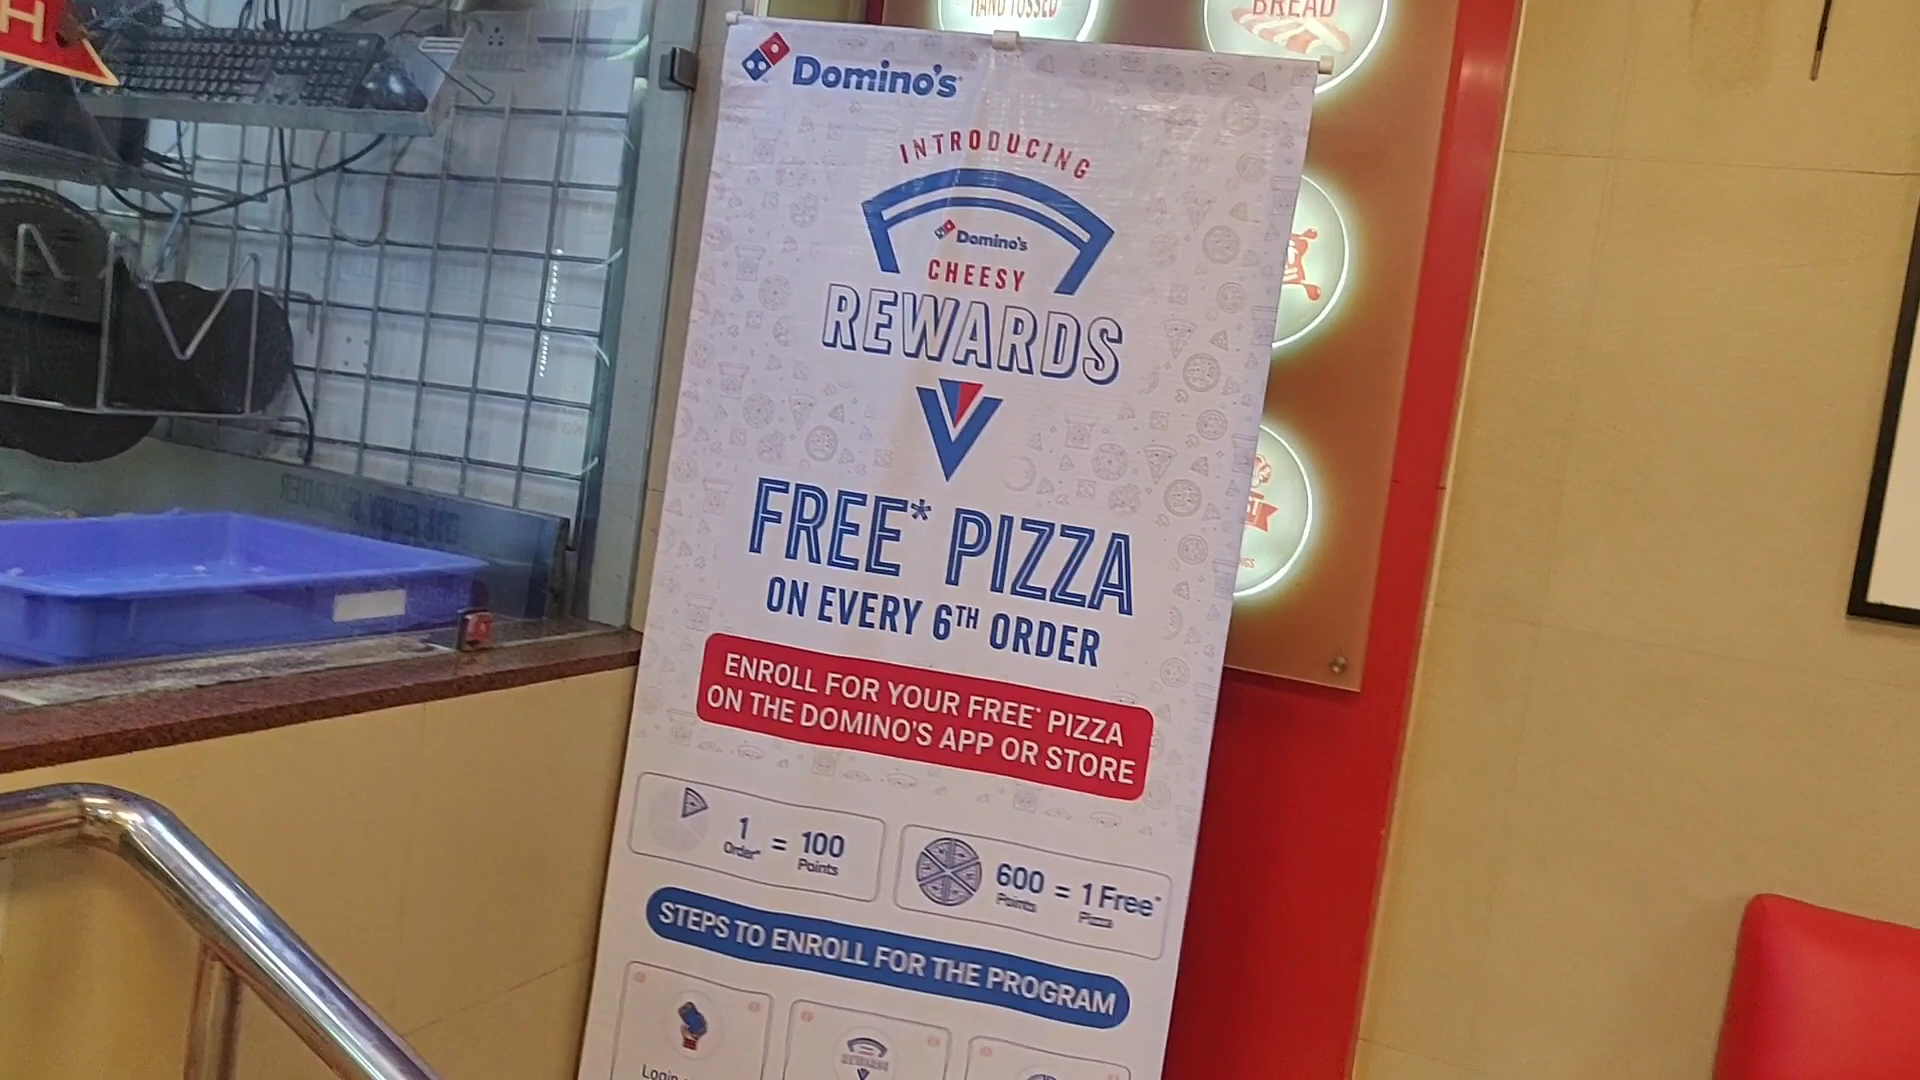 H
HAND TOSSED
BREAD
Domino's
INTRODUCING
Domino's
CHEESY
REWARDS
FREE* PIZZA
ON EVERY 6TH ORDER
ENROLL FOR YOUR FREE* PIZZA
ON THE DOMINO'S APP OR STORE
1 Order* = 100 Points
600 Points = 1 Free* Pizza
STEPS TO ENROLL FOR THE PROGRAM
REWARDS
Login